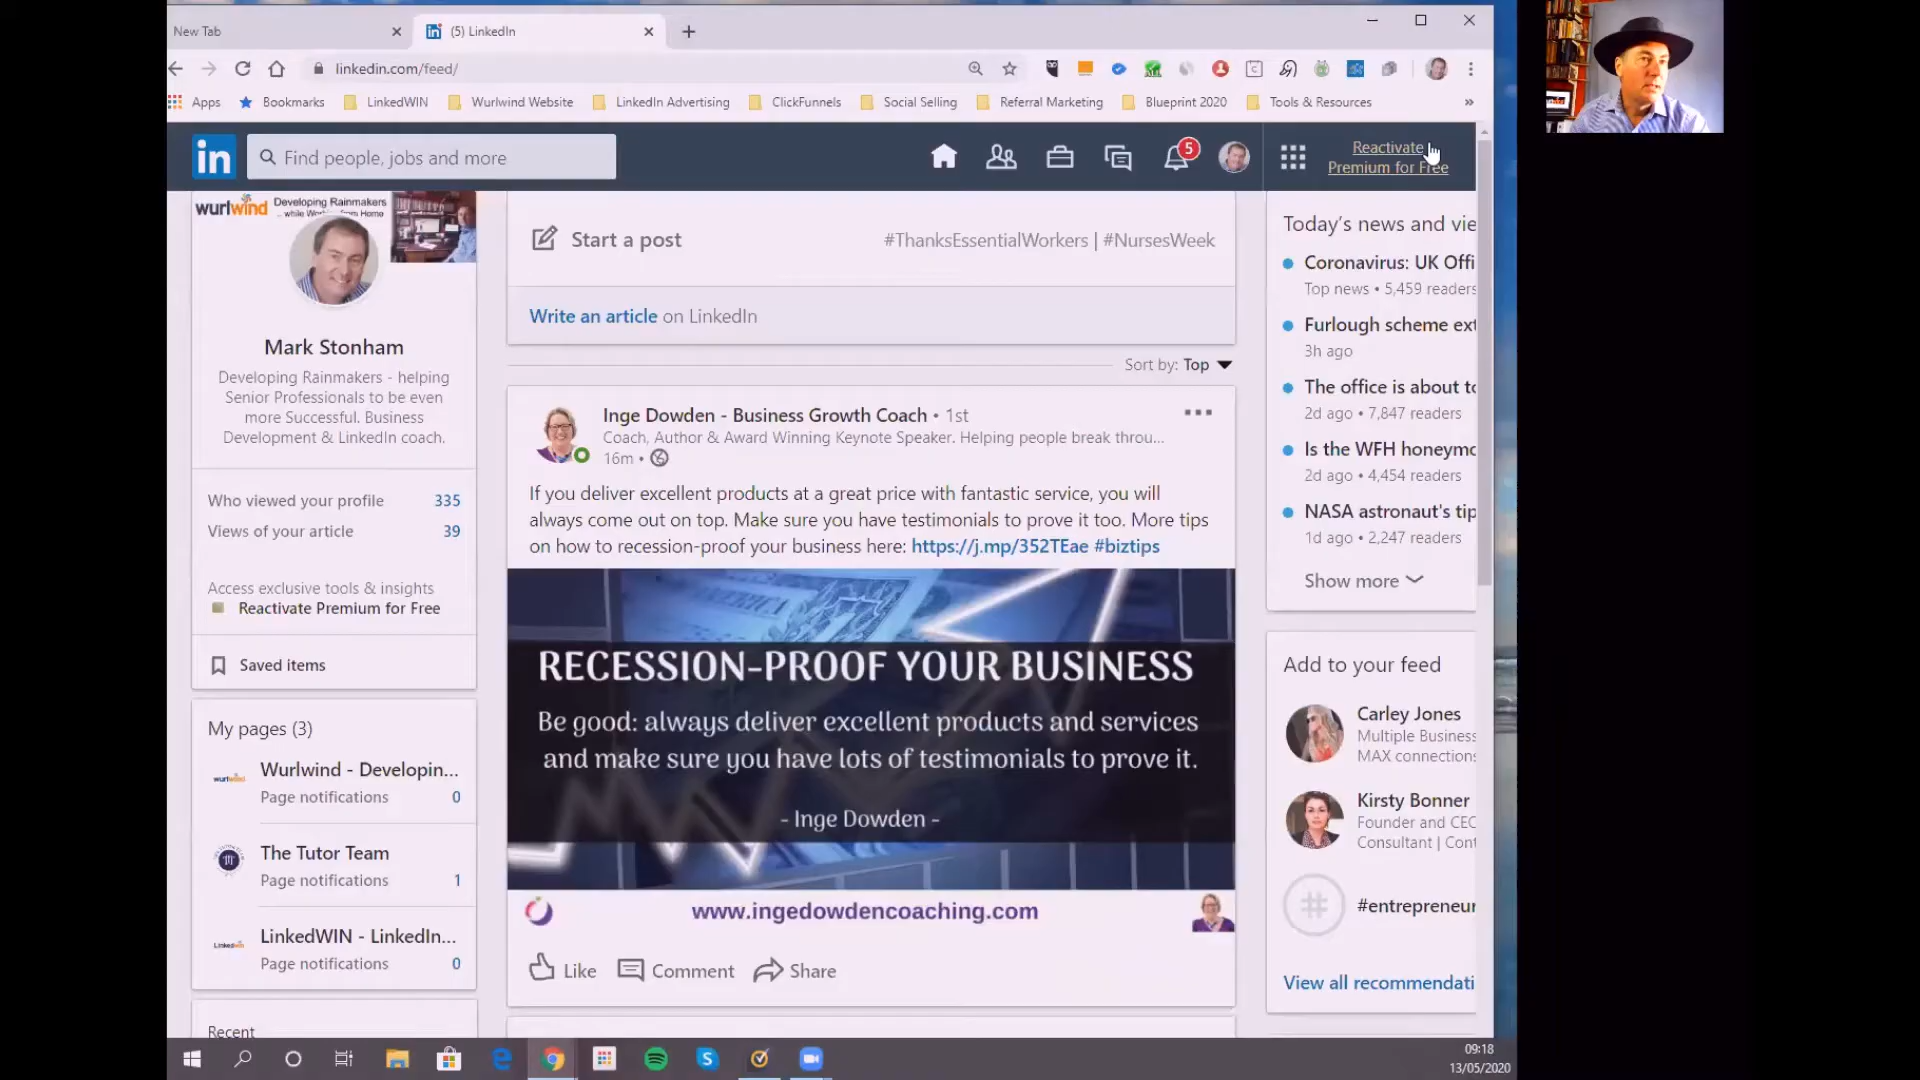 New Tab
(5) LinkedIn
linkedin.com/feed/
Apps
Bookmarks
LinkedWIN
Wurlwind Website
LinkedIn Advertising
ClickFunnels
Social Selling
Referral Marketing
Blueprint 2020
Tools & Resources
»
in
Find people, jobs and more
5
Reactivate
Premium for Free
wurlwind
Developing Rainmakers
Mark Stonham
Developing Rainmakers - helping
Senior Professionals to be even
more Successful. Business
Development & LinkedIn coach.
Who viewed your profile 335
Views of your article 39
Access exclusive tools & insights
Reactivate Premium for Free
Saved items
My pages (3)
Wurlwind - Developin...
Page notifications 0
The Tutor Team
Page notifications 1
LinkedWIN - LinkedIn...
Page notifications 0
Recent
Start a post
#ThanksEssentialWorkers | #NursesWeek
Write an article on LinkedIn
Sort by: Top
Inge Dowden - Business Growth Coach • 1st
Coach, Author & Award Winning Keynote Speaker. Helping people break throu...
16m •
If you deliver excellent products at a great price with fantastic service, you will
always come out on top. Make sure you have testimonials to prove it too. More tips
on how to recession-proof your business here: https://j.mp/352TEae #biztips
RECESSION-PROOF YOUR BUSINESS
Be good: always deliver excellent products and services
and make sure you have lots of testimonials to prove it.
- Inge Dowden -
www.ingedowdencoaching.com
Like
Comment
Share
Today's news and vie
Coronavirus: UK Offi
Top news • 5,459 readers
Furlough scheme ext
3h ago
The office is about to
2d ago • 7,847 readers
Is the WFH honeymo
2d ago • 4,454 readers
NASA astronaut's tip
1d ago • 2,247 readers
Show more
Add to your feed
Carley Jones
Multiple Business
MAX connections
Kirsty Bonner
Founder and CEO
Consultant | Cont
#entrepreneur
View all recommendati
09:18
13/05/2020